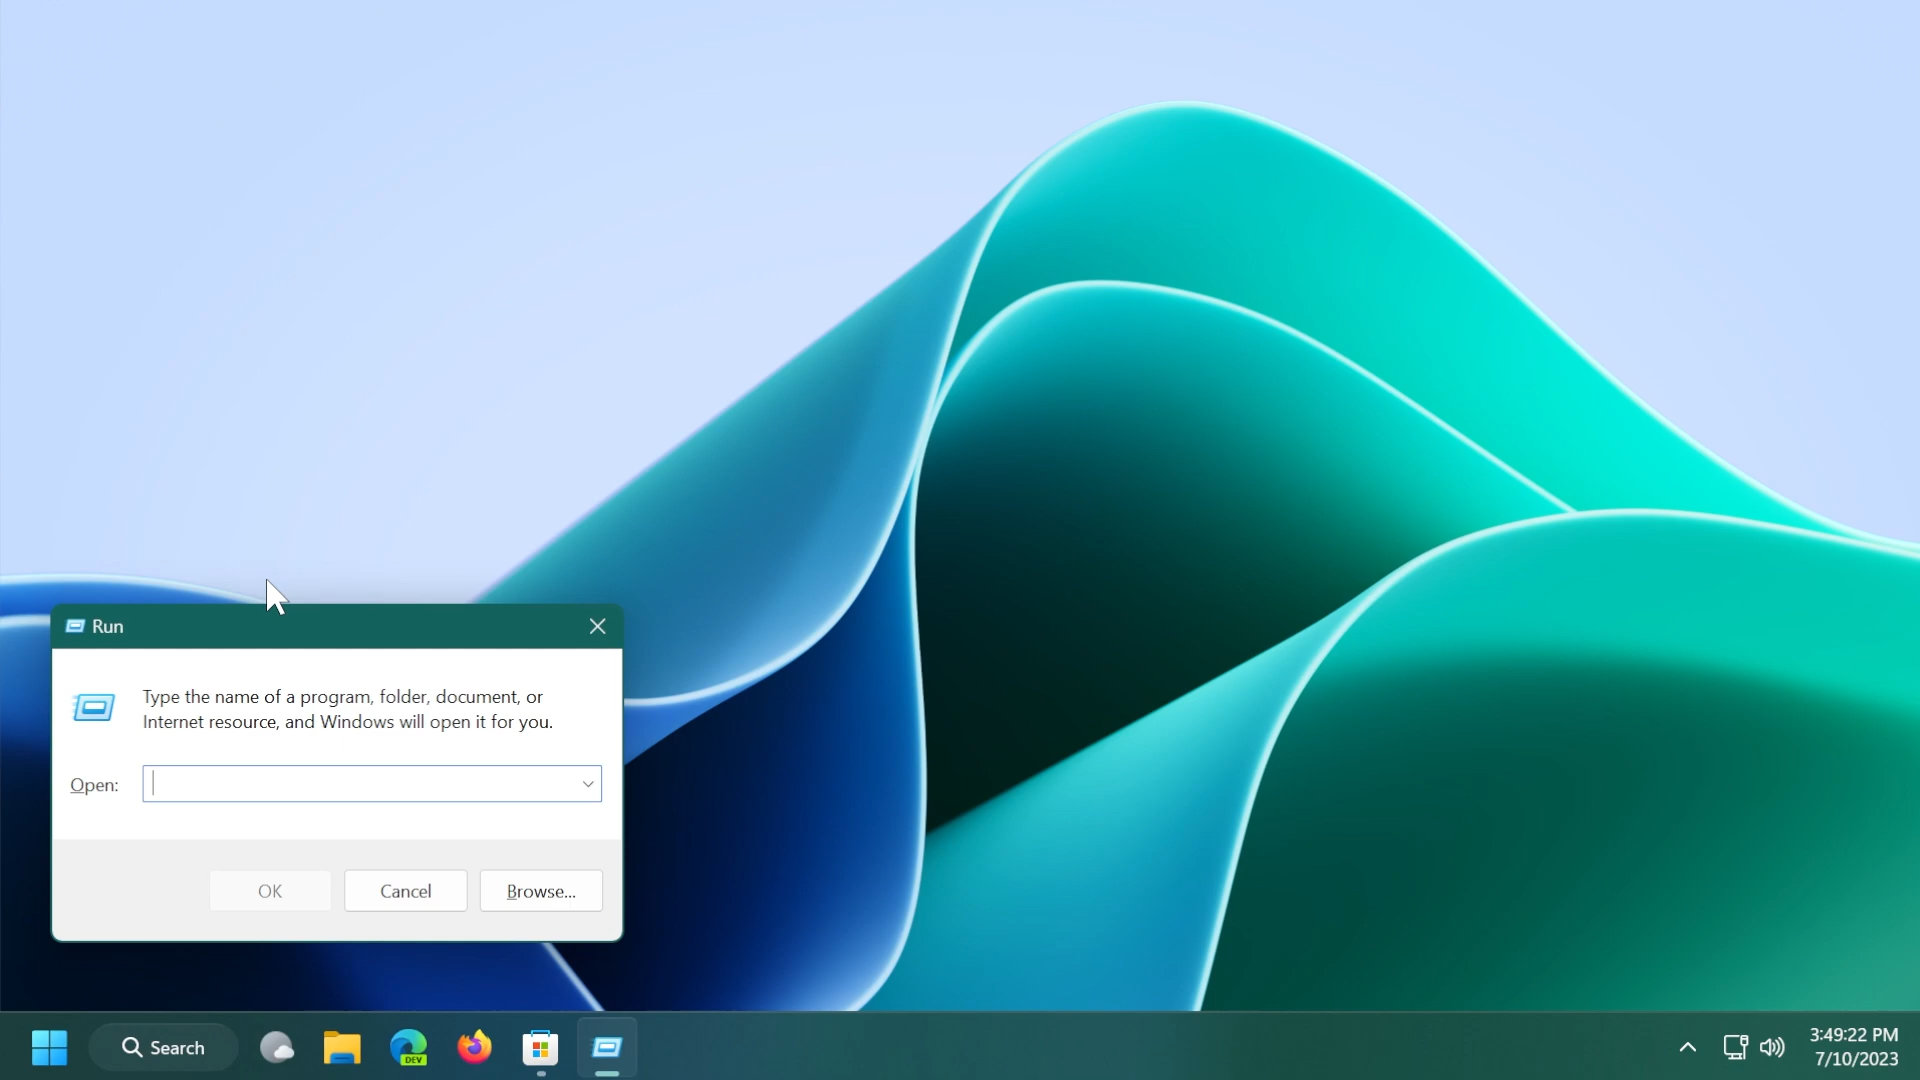 Run
Type the name of a program, folder, document, or
Internet resource, and Windows will open it for you.
Open:
OK
Cancel
Browse...
Search
DEV
3:49:22 PM
7/10/2023